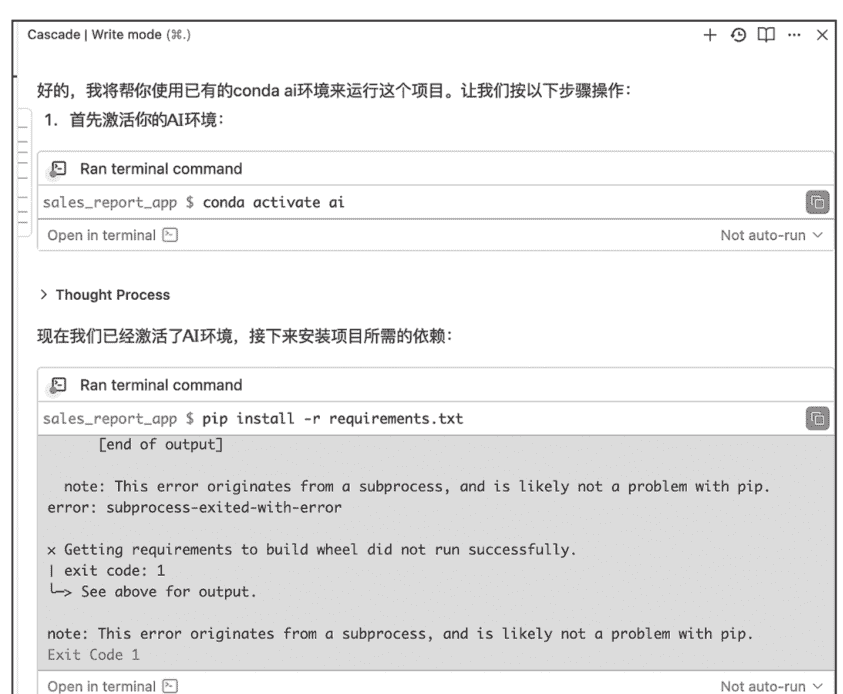 Cascade | Write mode (⌘.)
好的，我将帮你使用已有的conda ai环境来运行这个项目。让我们按以下步骤操作：
1. 首先激活你的AI环境：
Ran terminal command
sales_report_app $ conda activate ai
Open in terminal
Not auto-run
Thought Process
现在我们已经激活了AI环境，接下来安装项目所需的依赖：
Ran terminal command
sales_report_app $ pip install -r requirements.txt
[end of output]
note: This error originates from a subprocess, and is likely not a problem with pip.
error: subprocess-exited-with-error
× Getting requirements to build wheel did not run successfully.
| exit code: 1
╰─> See above for output.
note: This error originates from a subprocess, and is likely not a problem with pip.
Exit Code 1
Open in terminal
Not auto-run